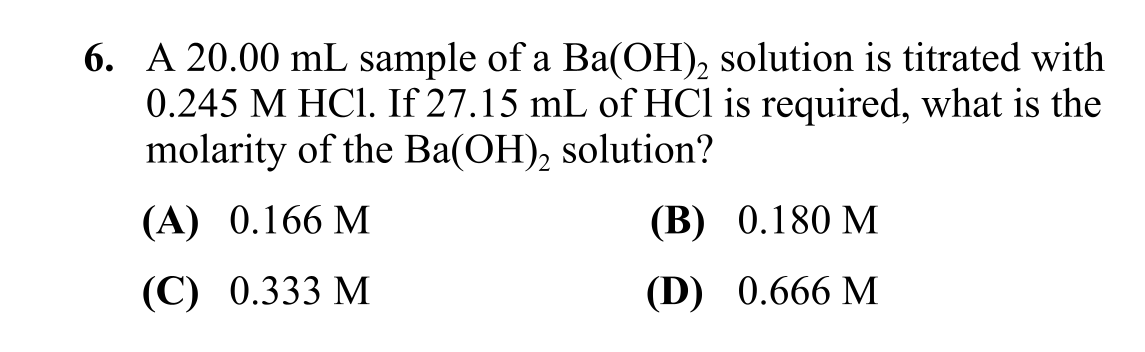 6. A 20.00 mL sample of a Ba(OH)₂ solution is titrated with
0.245 M HCl. If 27.15 mL of HCl is required, what is the
molarity of the Ba(OH)₂ solution?
(A) 0.166 M (B) 0.180 M
(C) 0.333 M (D) 0.666 M